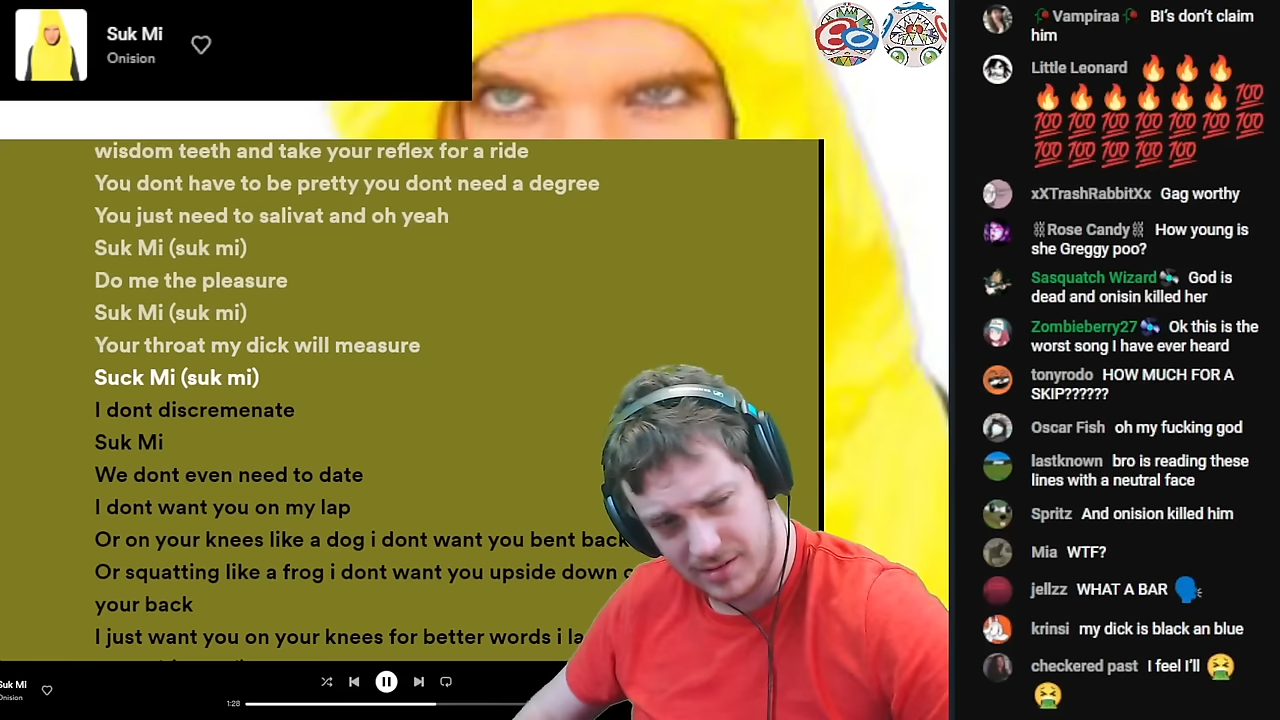 Suk Mi
Onision
wisdom teeth and take your reflex for a ride
You dont have to be pretty you dont need a degree
You just need to salivat and oh yeah
Suk Mi (suk mi)
Do me the pleasure
Suk Mi (suk mi)
Your throat my dick will measure
Suck Mi (suk mi)
I dont discremenate
Suk Mi
We dont even need to date
I dont want you on my lap
Or on your knees like a dog i dont want you bent back
Or squatting like a frog i dont want you upside down
your back
I just want you on your knees for better words i la
Suk MI
Onision
1:28
Vampiraa BI's don't claim
him
Little Leonard
xXTrashRabbitXx Gag worthy
Rose Candy How young is
she Greggy poo?
Sasquatch Wizard God is
dead and onisin killed her
Zombieberry27 Ok this is the
worst song I have ever heard
tonyrodo HOW MUCH FOR A
SKIP??????
Oscar Fish oh my fucking god
lastknown bro is reading these
lines with a neutral face
Spritz And onision killed him
Mia WTF?
jellzz WHAT A BAR
krinsi my dick is black an blue
checkered past I feel I'll